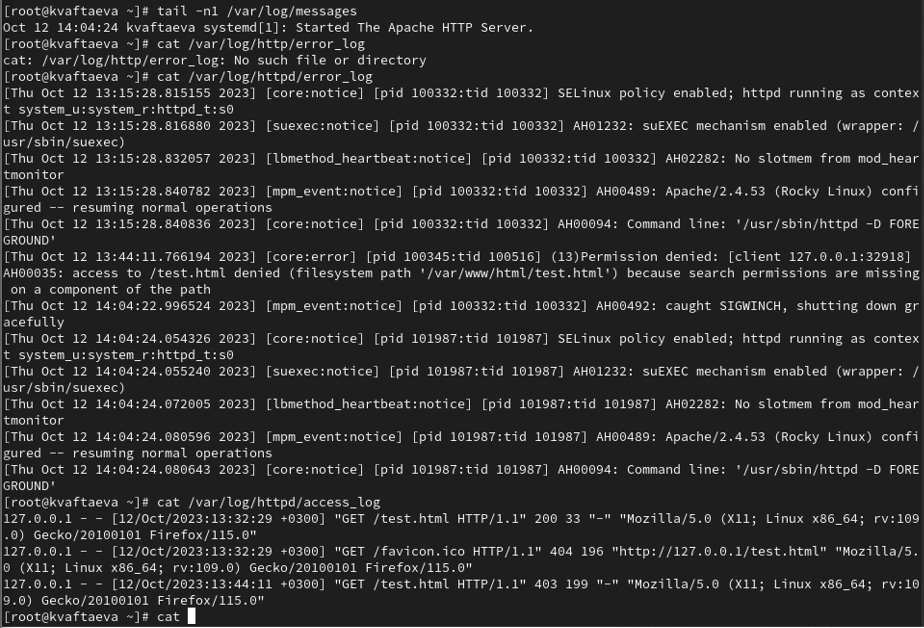 [root@kvaftaeva ~]# tail -n1 /var/log/messages
Oct 12 14:04:24 kvaftaeva systemd[1]: Started The Apache HTTP Server.
[root@kvaftaeva ~]# cat /var/log/http/error_log
cat: /var/log/http/error_log: No such file or directory
[root@kvaftaeva ~]# cat /var/log/httpd/error_log
[Thu Oct 12 13:15:28.815155 2023] [core:notice] [pid 100332:tid 100332] SELinux policy enabled; httpd running as contex
t system_u:system_r:httpd_t:s0
[Thu Oct 12 13:15:28.816880 2023] [suexec:notice] [pid 100332:tid 100332] AH01232: suEXEC mechanism enabled (wrapper: /
usr/sbin/suexec)
[Thu Oct 12 13:15:28.832057 2023] [lbmethod_heartbeat:notice] [pid 100332:tid 100332] AH02282: No slotmem from mod_hear
tmonitor
[Thu Oct 12 13:15:28.840782 2023] [mpm_event:notice] [pid 100332:tid 100332] AH00489: Apache/2.4.53 (Rocky Linux) confi
gured -- resuming normal operations
[Thu Oct 12 13:15:28.840836 2023] [core:notice] [pid 100332:tid 100332] AH00094: Command line: '/usr/sbin/httpd -D FORE
GROUND'
[Thu Oct 12 13:44:11.766194 2023] [core:error] [pid 100345:tid 100516] (13)Permission denied: [client 127.0.0.1:32918]
AH00035: access to /test.html denied (filesystem path '/var/www/html/test.html') because search permissions are missing
on a component of the path
[Thu Oct 12 14:04:22.996524 2023] [mpm_event:notice] [pid 100332:tid 100332] AH00492: caught SIGWINCH, shutting down gr
acefully
[Thu Oct 12 14:04:24.054326 2023] [core:notice] [pid 101987:tid 101987] SELinux policy enabled; httpd running as contex
t system_u:system_r:httpd_t:s0
[Thu Oct 12 14:04:24.055240 2023] [suexec:notice] [pid 101987:tid 101987] AH01232: suEXEC mechanism enabled (wrapper: /
usr/sbin/suexec)
[Thu Oct 12 14:04:24.072005 2023] [lbmethod_heartbeat:notice] [pid 101987:tid 101987] AH02282: No slotmem from mod_hear
tmonitor
[Thu Oct 12 14:04:24.080596 2023] [mpm_event:notice] [pid 101987:tid 101987] AH00489: Apache/2.4.53 (Rocky Linux) confi
gured -- resuming normal operations
[Thu Oct 12 14:04:24.080643 2023] [core:notice] [pid 101987:tid 101987] AH00094: Command line: '/usr/sbin/httpd -D FORE
GROUND'
[root@kvaftaeva ~]# cat /var/log/httpd/access_log
127.0.0.1 - - [12/Oct/2023:13:32:29 +0300] "GET /test.html HTTP/1.1" 200 33 "-" "Mozilla/5.0 (X11; Linux x86_64; rv:109
.0) Gecko/20100101 Firefox/115.0"
127.0.0.1 - - [12/Oct/2023:13:32:29 +0300] "GET /favicon.ico HTTP/1.1" 404 196 "http://127.0.0.1/test.html" "Mozilla/5.
0 (X11; Linux x86_64; rv:109.0) Gecko/20100101 Firefox/115.0"
127.0.0.1 - - [12/Oct/2023:13:44:11 +0300] "GET /test.html HTTP/1.1" 403 199 "-" "Mozilla/5.0 (X11; Linux x86_64; rv:10
9.0) Gecko/20100101 Firefox/115.0"
[root@kvaftaeva ~]# cat